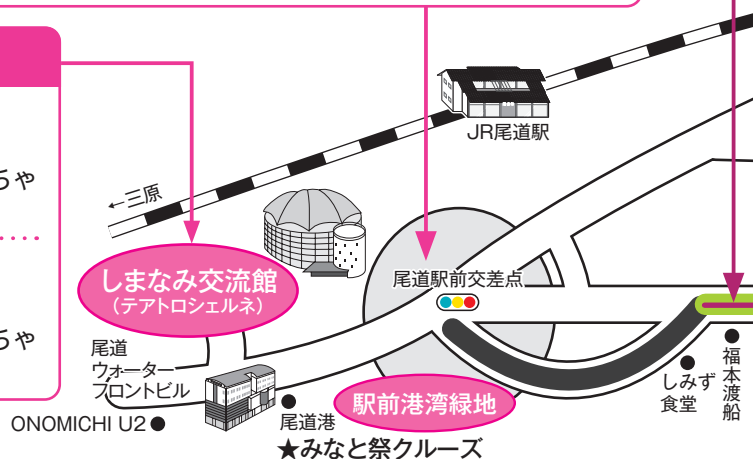 ちゃ
ちゃ
JR尾道駅
←三原
しまなみ交流館
(テアトロシェルネ)
尾道駅前交差点
尾道
ウォーター
フロントビル
ONOMICHI U2●
●
尾道港
駅前港湾緑地
★みなと祭クルーズ
●
しみず
食堂
●
福本渡船